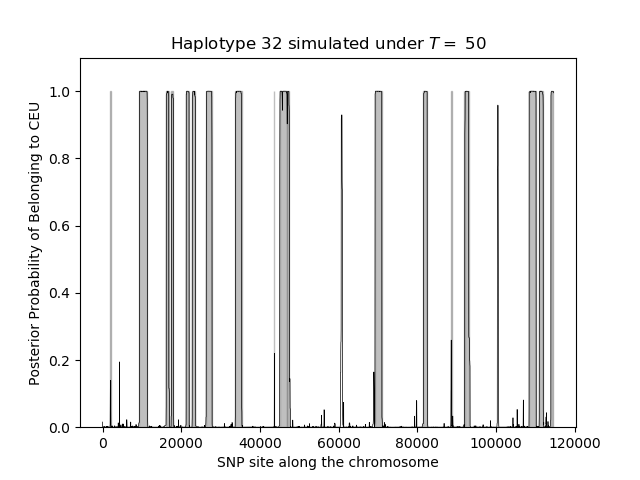 Haplotype 32 simulated under T = 50
Posterior Probability of Belonging to CEU
1.0
0.8
0.6
0.4
0.2
0.0
0 20000 40000 60000 80000 100000 120000
SNP site along the chromosome